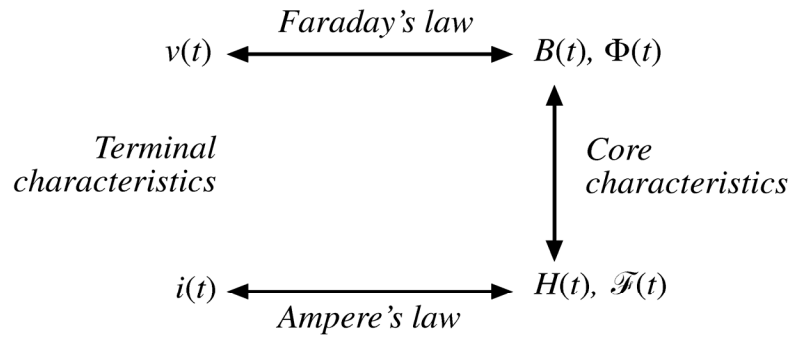 Faraday's law
v(t)
B(t), Φ(t)
Terminal
characteristics
Core
characteristics
i(t)
H(t), ℱ(t)
Ampere's law